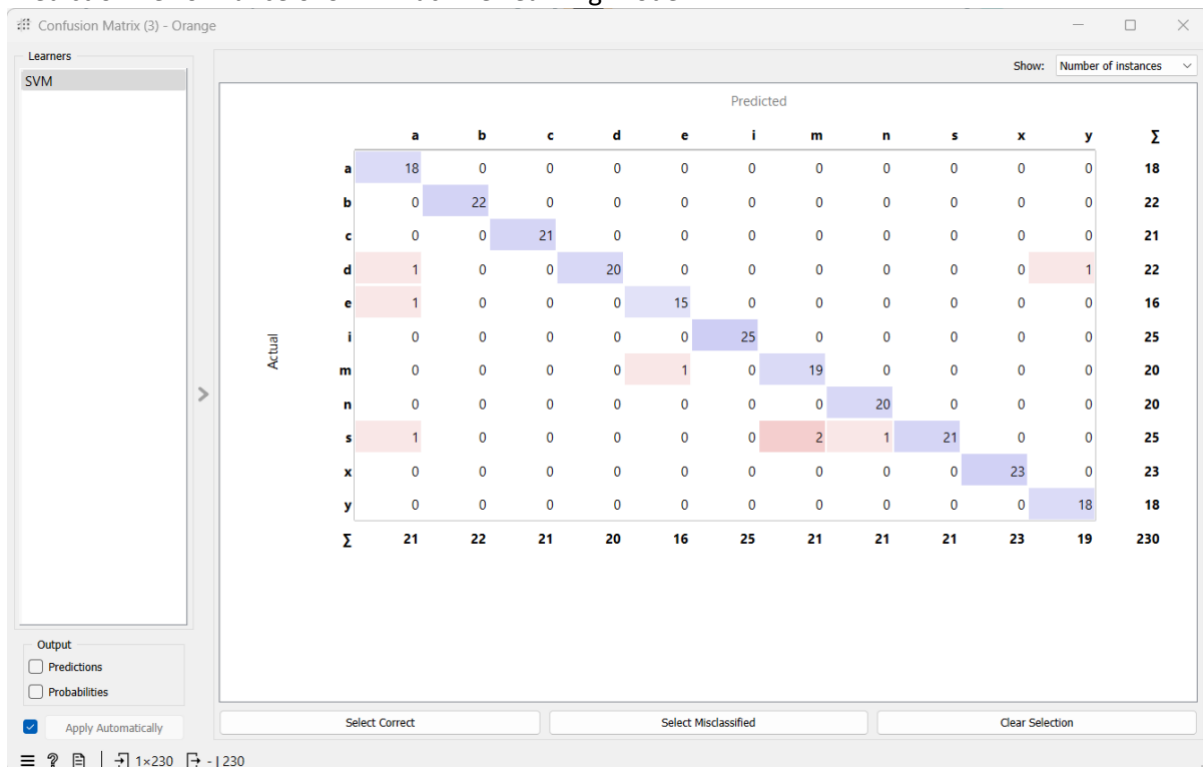 Confusion Matrix (3) - Orange
Learners
SVM
Show: Number of instances
Predicted
a b c d e i m n s x y Σ
a 18 0 0 0 0 0 0 0 0 0 0 18
b 0 22 0 0 0 0 0 0 0 0 0 22
c 0 0 21 0 0 0 0 0 0 0 0 21
d 1 0 0 20 0 0 0 0 0 0 1 22
e 1 0 0 0 15 0 0 0 0 0 0 16
i 0 0 0 0 0 25 0 0 0 0 0 25
Actual
m 0 0 0 0 1 0 19 0 0 0 0 20
n 0 0 0 0 0 0 0 20 0 0 0 20
s 1 0 0 0 0 0 2 1 21 0 0 25
x 0 0 0 0 0 0 0 0 0 23 0 23
y 0 0 0 0 0 0 0 0 0 0 18 18
Σ 21 22 21 20 16 25 21 21 21 23 19 230
Output
Predictions
Probabilities
Apply Automatically
Select Correct Select Misclassified Clear Selection
1×230 - | 230